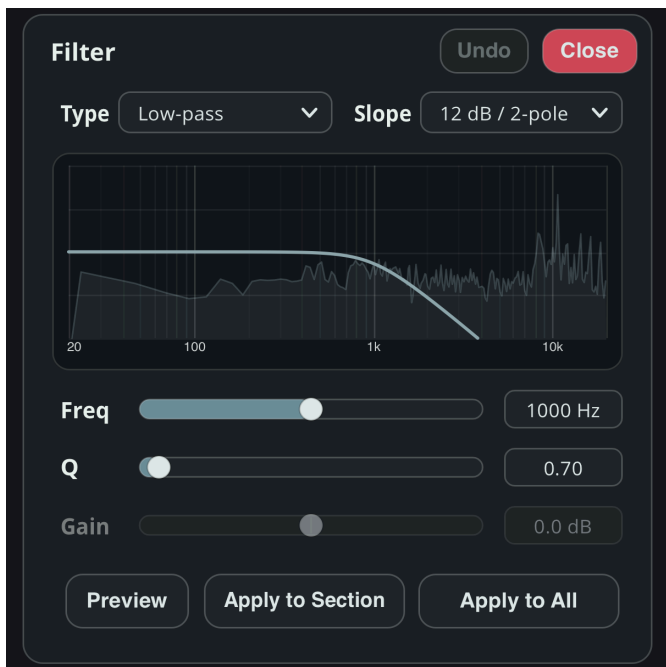 Filter
Undo
Close
Type
Low-pass
Slope
12 dB / 2-pole
20
100
1k
10k
Freq
1000 Hz
Q
0.70
Gain
0.0 dB
Preview
Apply to Section
Apply to All